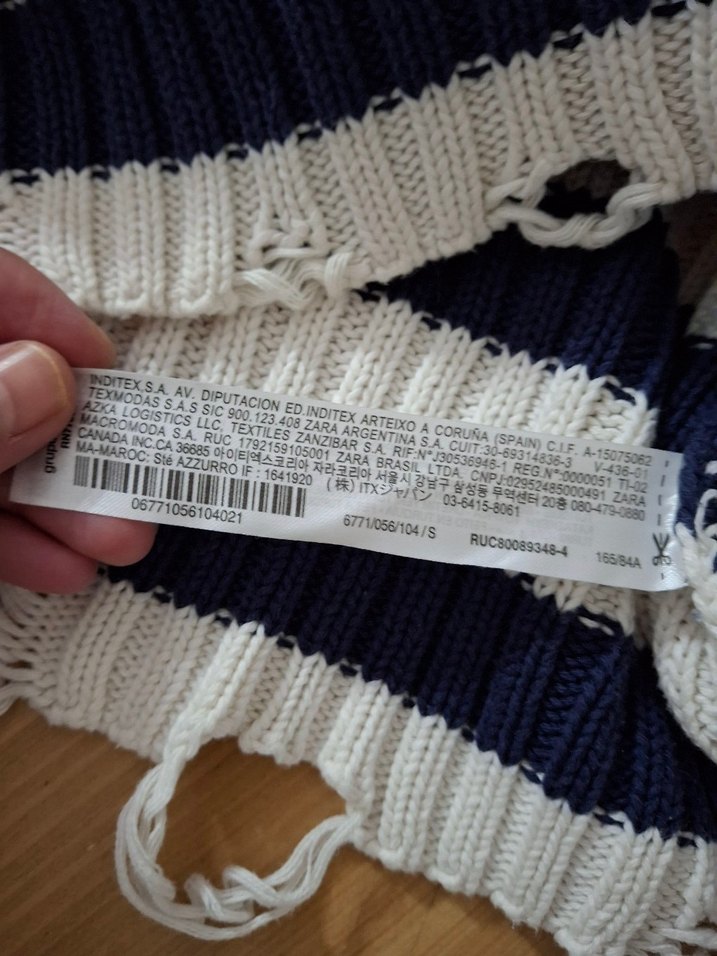 INDITEX,S.A. AV. DIPUTACION ED.INDITEX ARTEIXO A CORUÑA (SPAIN) C.I.F. A-15075062
TEXMODAS S.A.S SIC 900.123.408 ZARA ARGENTINA S.A. CUIT:30-69314836-3 V-436-01
AZKA LOGISTICS LLC, TEXTILES ZANZIBAR S.A. RIF:N°J30536946-1 REG.N°:0000051 TI-02
MACROMODA S.A. RUC 1792159105001 ZARA BRASIL LTDA. CNPJ:02952485000491 ZARA
CANADA INC.CA 36685 아이티엑스코리아 자라코리아 서울시 강남구 삼성동 무역센터 20층 080-479-0880
MA-MAROC: Sté AZZURRO IF : 1641920 (株) ITXジャパン 03-6415-8061
06771056104021
6771/056/104/S
RUC80089348-4
165/84A